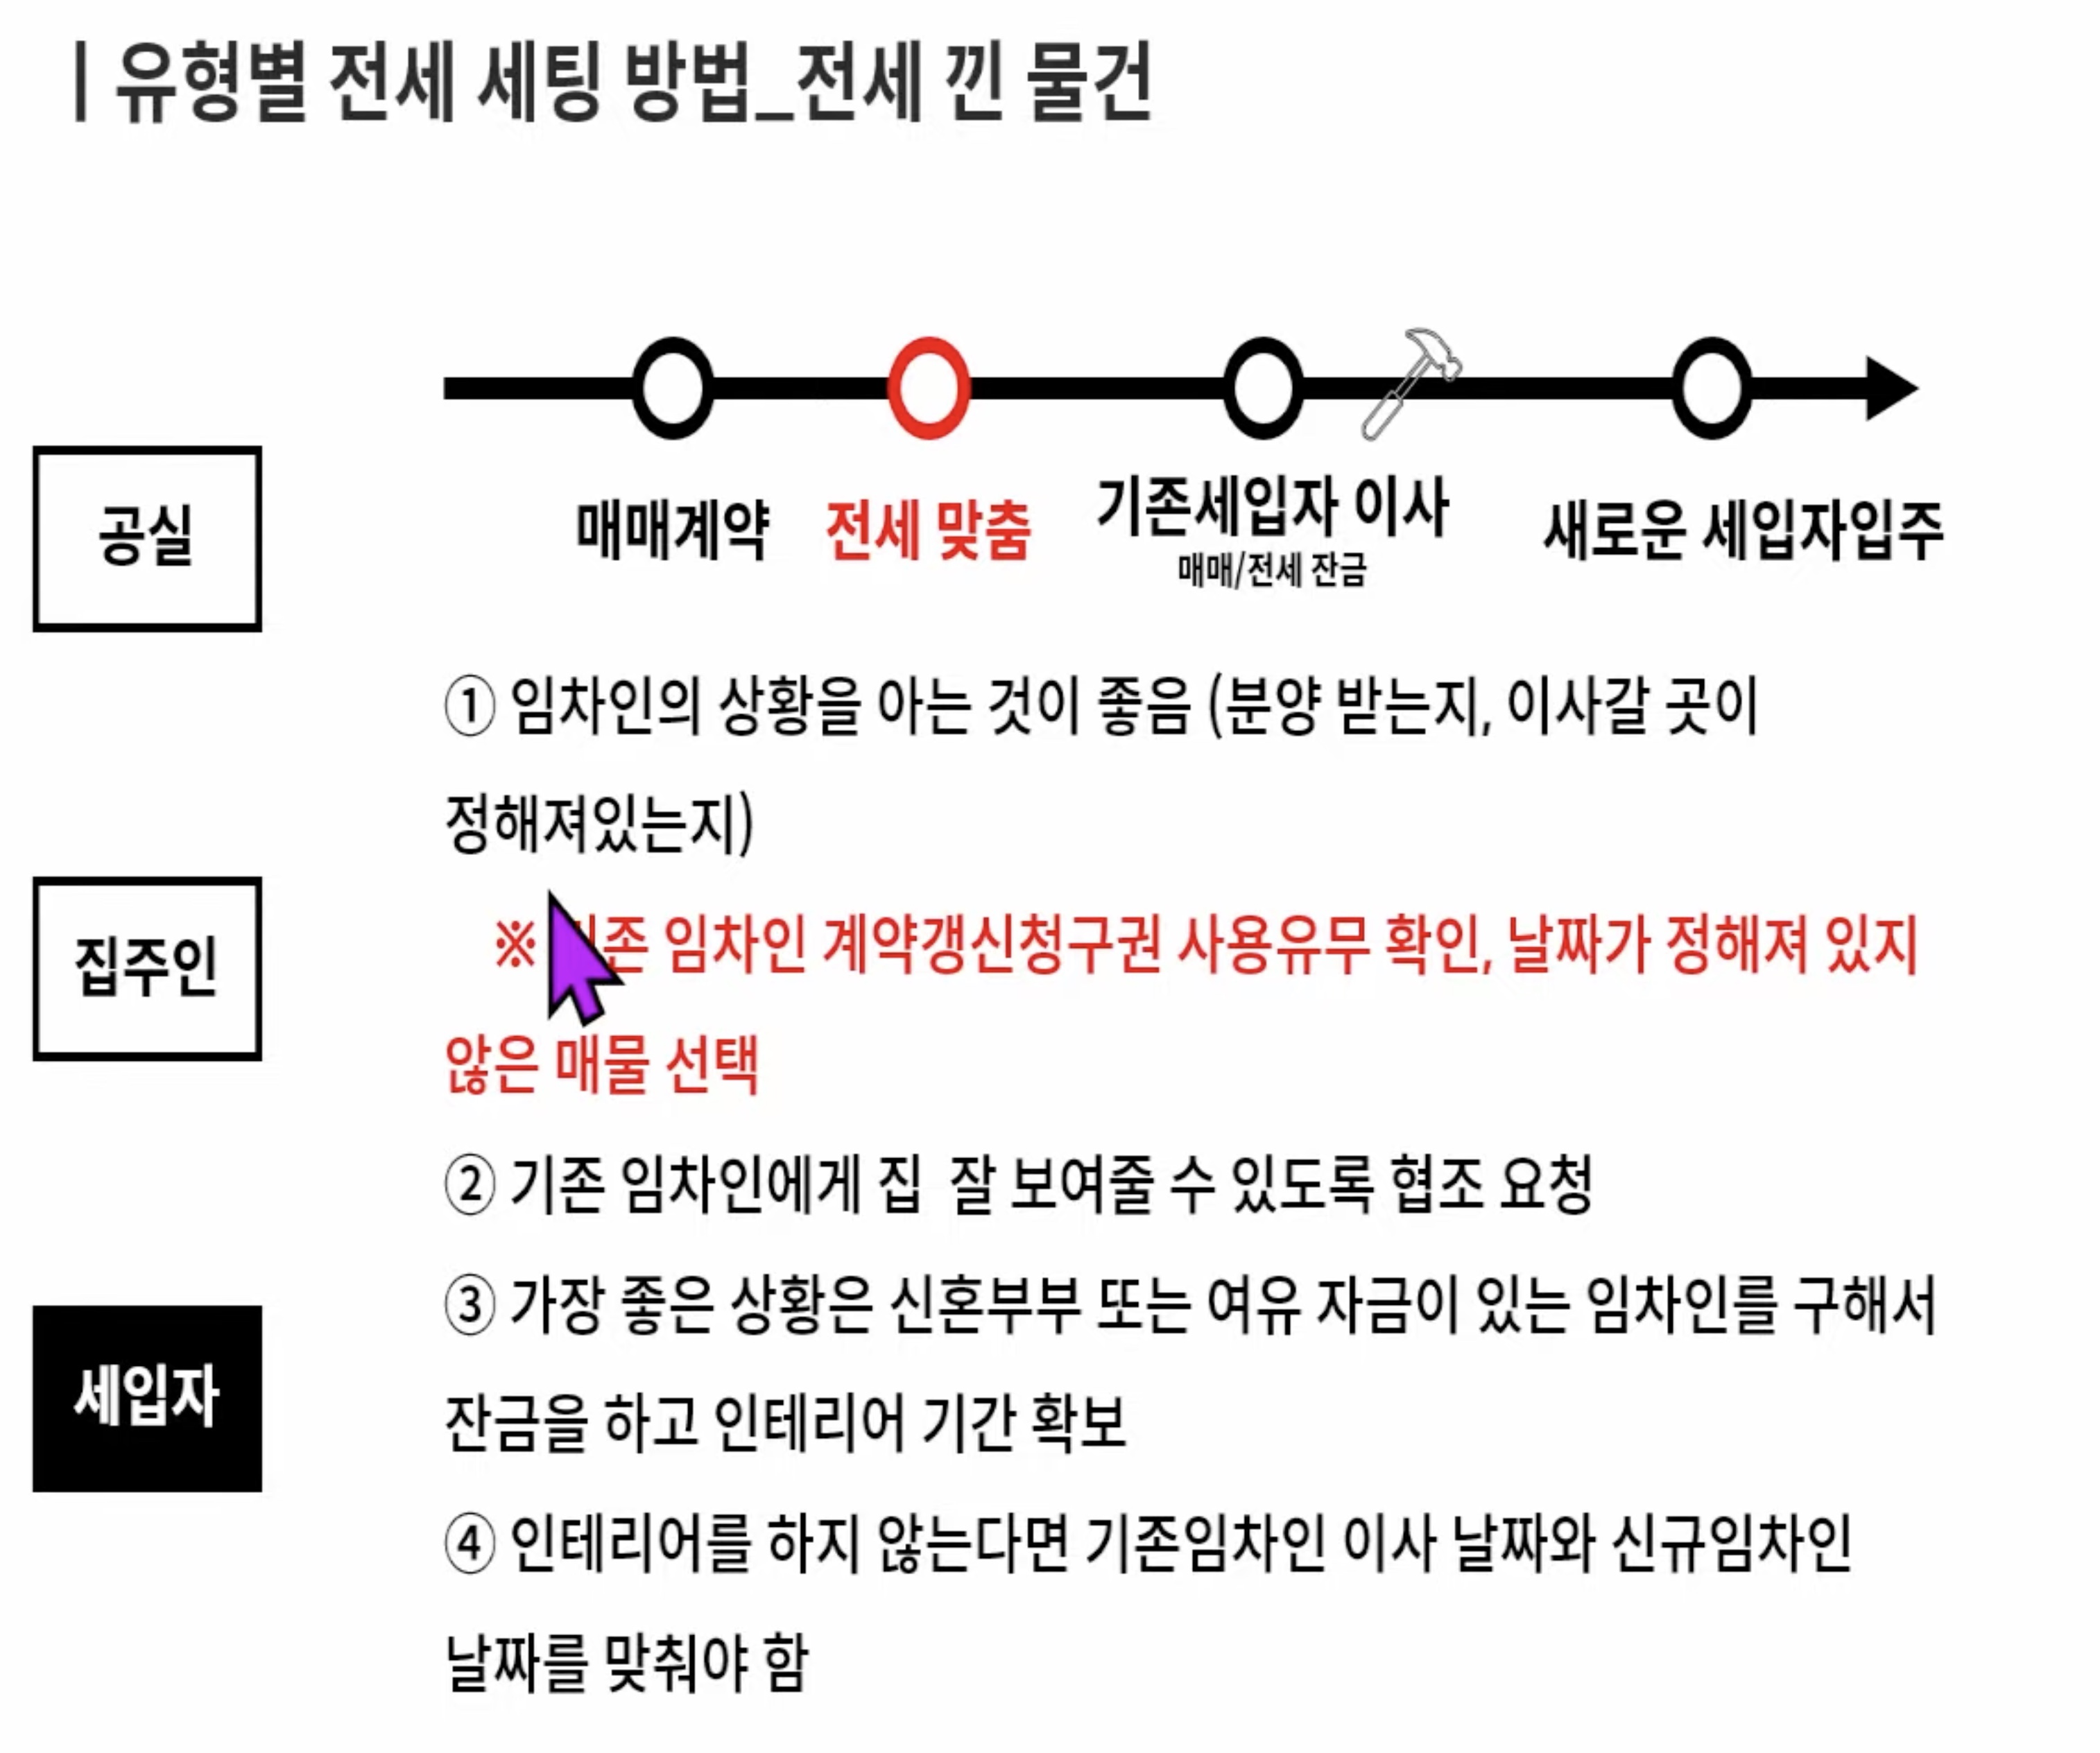 | 유형별 전세 세팅 방법_전세 낀 물건
매매계약
전세 맞춤
기존세입자 이사
매매/전세 잔금
새로운 세입자입주
공실
① 임차인의 상황을 아는 것이 좋음 (분양 받는지, 이사갈 곳이
정해져있는지)
※ 임차인 계약갱신청구권 사용유무 확인, 날짜가 정해져 있지
않은 매물 선택
집주인
② 기존 임차인에게 집 잘 보여줄 수 있도록 협조 요청
③ 가장 좋은 상황은 신혼부부 또는 여유 자금이 있는 임차인를 구해서
잔금을 하고 인테리어 기간 확보
세입자
④ 인테리어를 하지 않는다면 기존임차인 이사 날짜와 신규임차인
날짜를 맞춰야 함